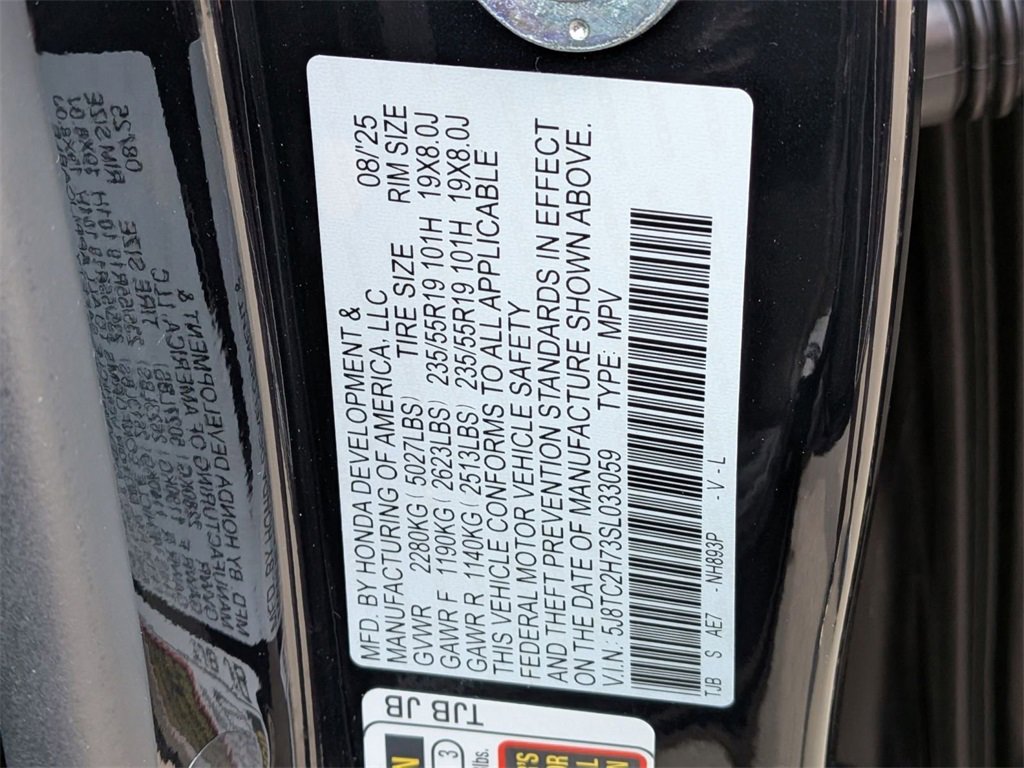 MFD. BY HONDA DEVELOPMENT & 08/'25
MANUFACTURING OF AMERICA, LLC
TIRE SIZE RIM SIZE
GVWR 2280KG ( 5027LBS)
GAWR F 1190KG ( 2623LBS) 235/55R19 101H 19X8.0J
GAWR R 1140KG ( 2513LBS) 235/55R19 101H 19X8.0J
THIS VEHICLE CONFORMS TO ALL APPLICABLE
FEDERAL MOTOR VEHICLE SAFETY
AND THEFT PREVENTION STANDARDS IN EFFECT
ON THE DATE OF MANUFACTURE SHOWN ABOVE.
V.I.N: 5J8TC2H73SL033059 TYPE: MPV
TJB S AE7 -NH893P -V-L
TJB JB
3
lbs.